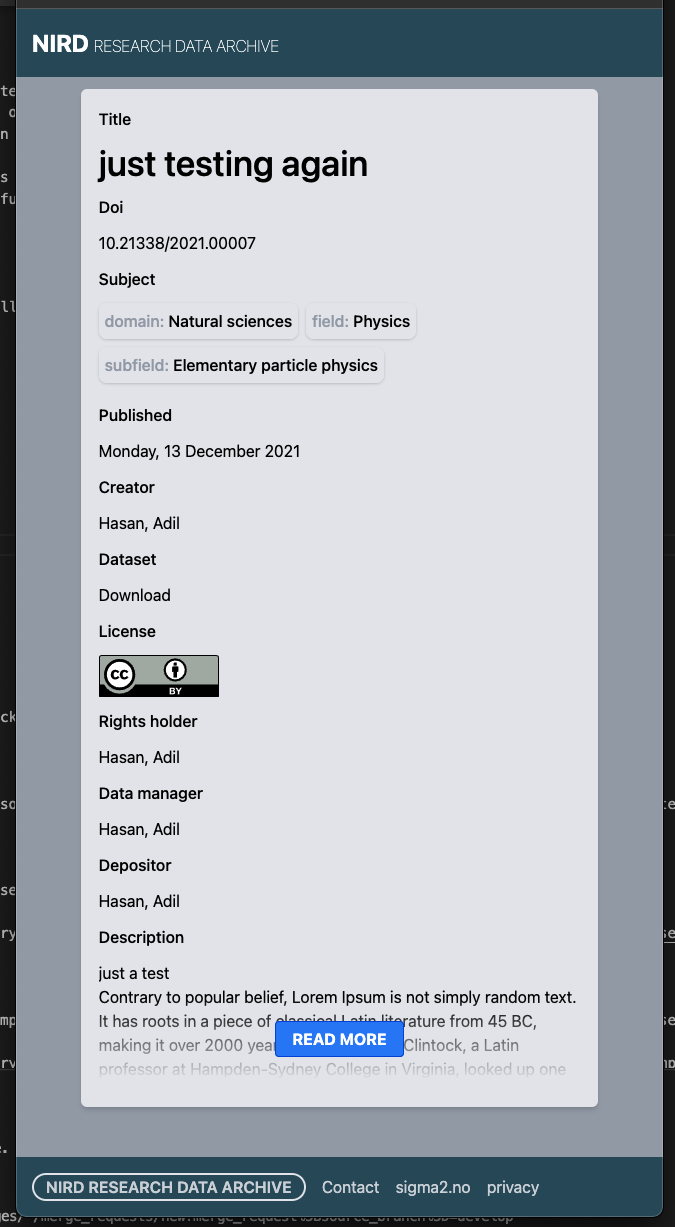 NIRD RESEARCH DATA ARCHIVE
Title
just testing again
Doi
10.21338/2021.00007
Subject
domain: Natural sciences field: Physics
subfield: Elementary particle physics
Published
Monday, 13 December 2021
Creator
Hasan, Adil
Dataset
Download
License
cc
BY
Rights holder
Hasan, Adil
Data manager
Hasan, Adil
Depositor
Hasan, Adil
Description
just a test
Contrary to popular belief, Lorem Ipsum is not simply random text.
It has roots in a piece of classical Latin literature from 45 BC,
making it over 2000 Clintock, a Latin
READ MORE
professor at Hampden-Sydney College in Virginia, looked up one
NIRD RESEARCH DATA ARCHIVE Contact sigma2.no privacy